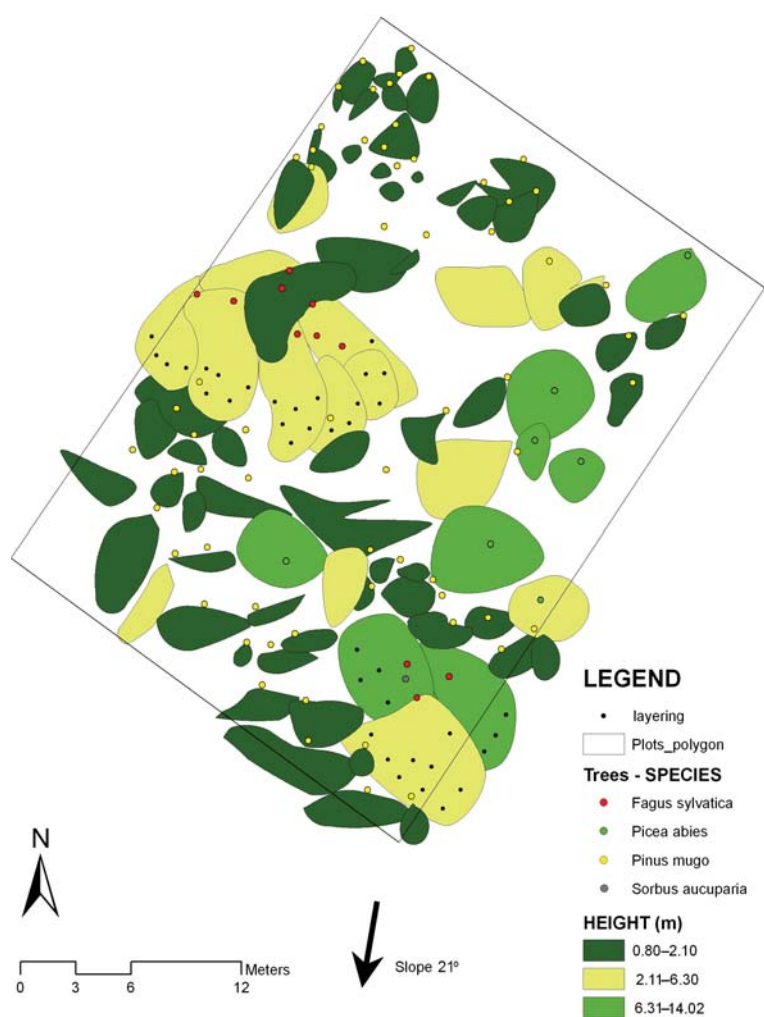 LEGEND
layering
Plots_polygon
Trees - SPECIES
Fagus sylvatica
Picea abies
Pinus mugo
Sorbus aucuparia
HEIGHT (m)
0.80–2.10
2.11–6.30
6.31–14.02
N
Meters
0 3 6 12
Slope 21º